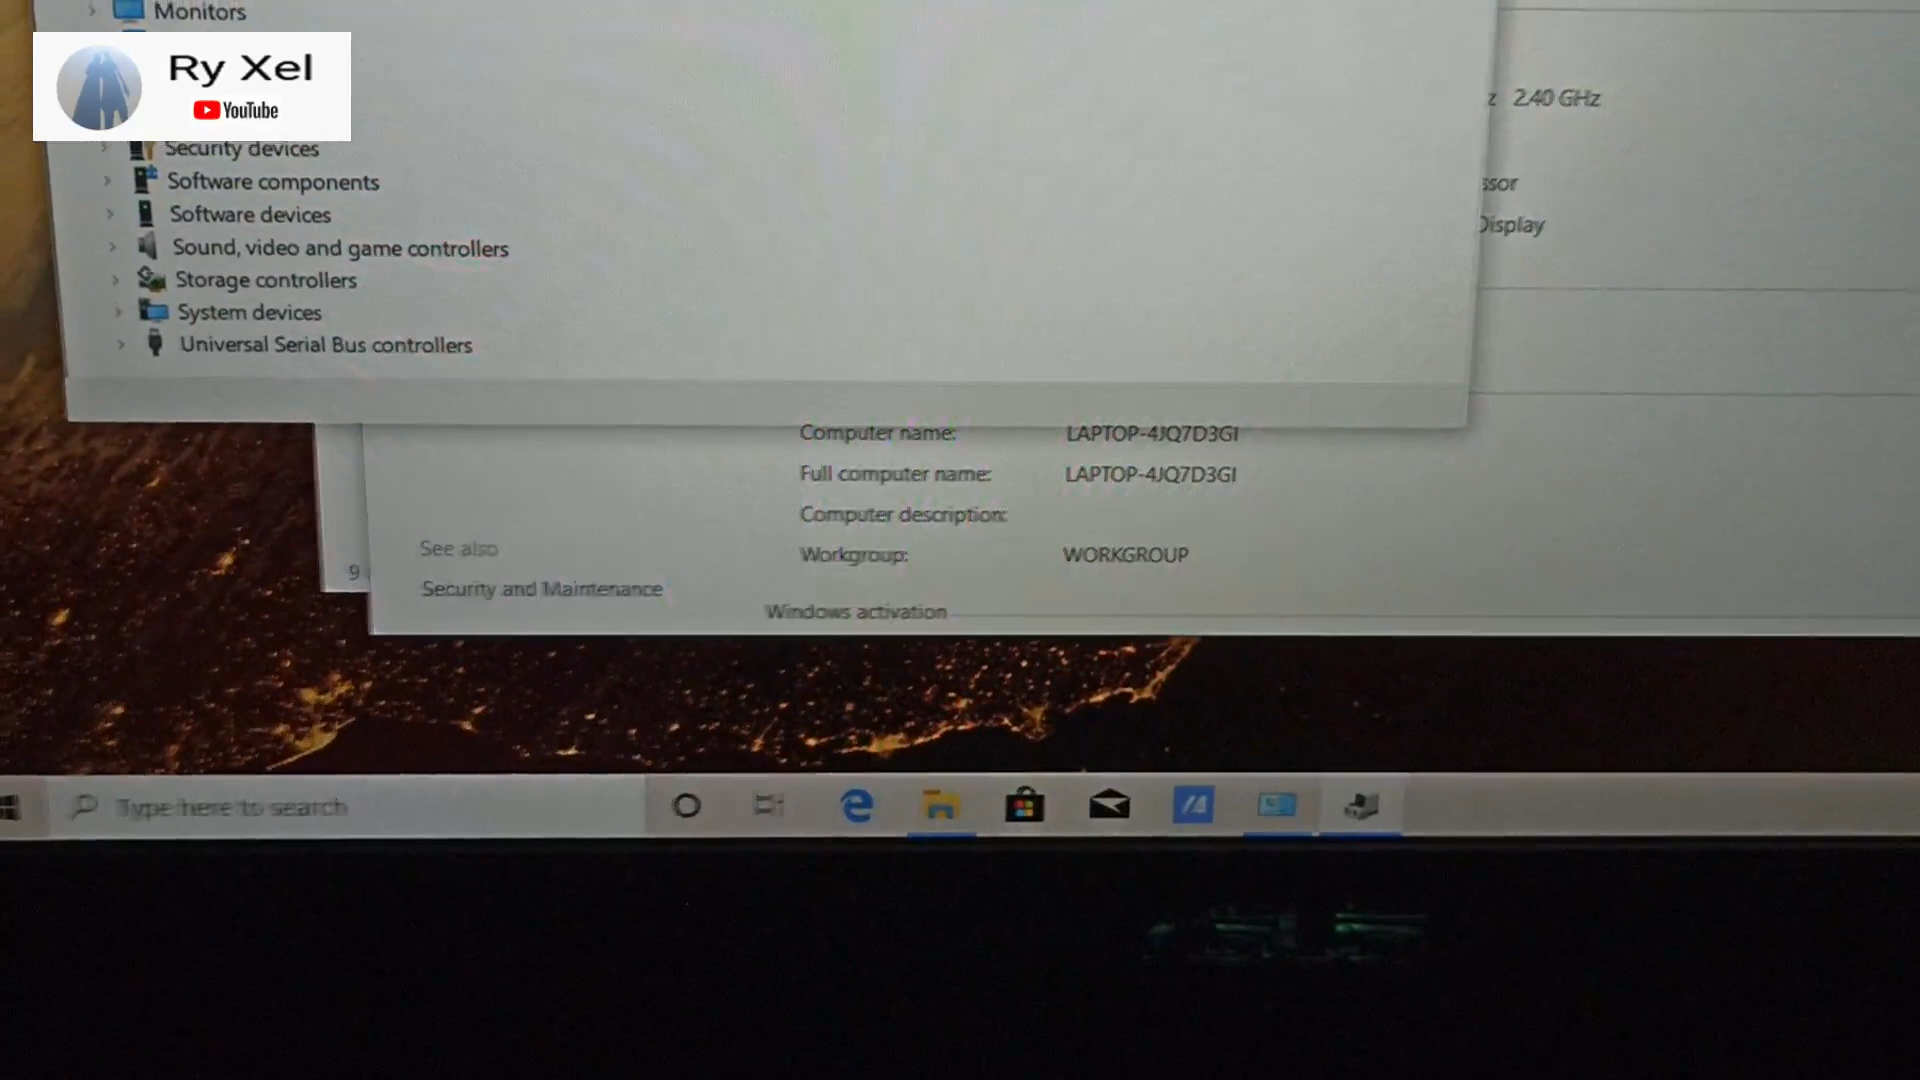 Monitors
Ry Xel
YouTube
Security devices
Software components
Software devices
Sound, video and game controllers
Storage controllers
System devices
Universal Serial Bus controllers
z 2.40 GHz
ssor
Display
Computer name: LAPTOP-4JQ7D3GI
Full computer name: LAPTOP-4JQ7D3GI
Computer description:
Workgroup: WORKGROUP
See also
Security and Maintenance
9
Windows activation
Type here to search